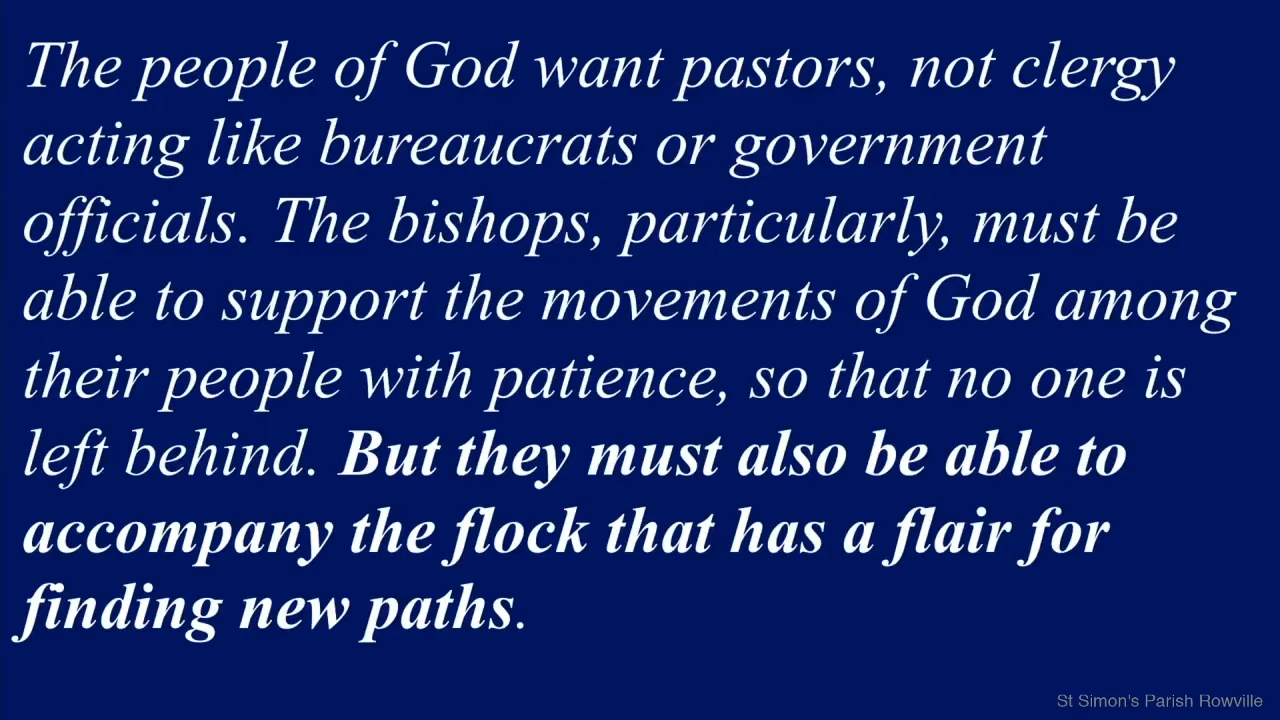 The people of God want pastors, not clergy
acting like bureaucrats or government
officials. The bishops, particularly, must be
able to support the movements of God among
their people with patience, so that no one is
left behind. But they must also be able to
accompany the flock that has a flair for
finding new paths.
St Simon's Parish Rowville